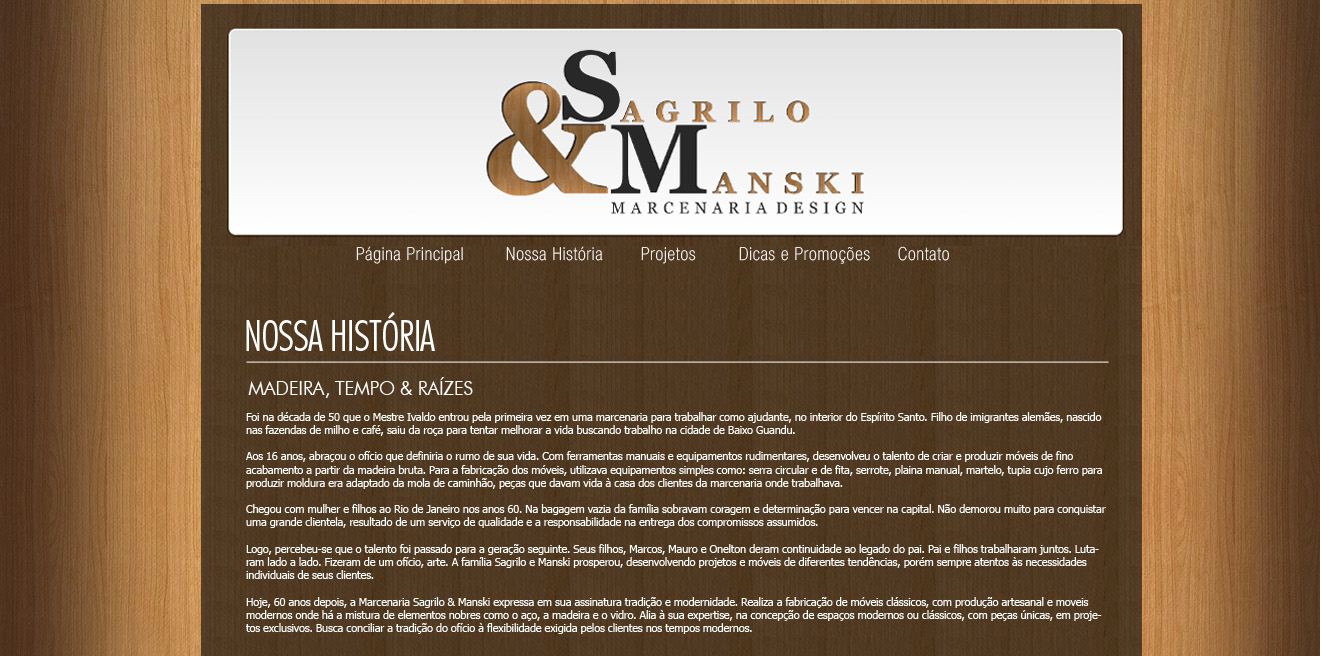 SAGRILO
& MANSKI
MARCENARIA DESIGN
Página Principal Nossa História Projetos Dicas e Promoções Contato
NOSSA HISTÓRIA
MADEIRA, TEMPO & RAÍZES
Foi na década de 50 que o Mestre Ivaldo entrou pela primeira vez em uma marcenaria para trabalhar como ajudante, no interior do Espírito Santo. Filho de imigrantes alemães, nascido
nas fazendas de milho e café, saiu da roça para tentar melhorar a vida buscando trabalho na cidade de Baixo Guandu.
Aos 16 anos, abraçou o ofício que definiria o rumo de sua vida. Com ferramentas manuais e equipamentos rudimentares, desenvolveu o talento de criar e produzir móveis de fino
acabamento a partir da madeira bruta. Para a fabricação dos móveis, utilizava equipamentos simples como: serra circular e de fita, serrote, plaina manual, martelo, tupia cujo ferro para
produzir moldura era adaptado da mola de caminhão, peças que davam vida à casa dos clientes da marcenaria onde trabalhava.
Chegou com mulher e filhos ao Rio de Janeiro nos anos 60. Na bagagem vazia da família sobravam coragem e determinação para vencer na capital. Não demorou muito para conquistar
uma grande clientela, resultado de um serviço de qualidade e a responsabilidade na entrega dos compromissos assumidos.
Logo, percebeu-se que o talento foi passado para a geração seguinte. Seus filhos, Marcos, Mauro e Onelton deram continuidade ao legado do pai. Pai e filhos trabalharam juntos. Luta-
ram lado a lado. Fizeram de um ofício, arte. A família Sagrilo e Manski prosperou, desenvolvendo projetos e móveis de diferentes tendências, porém sempre atentos às necessidades
individuais de seus clientes.
Hoje, 60 anos depois, a Marcenaria Sagrilo & Manski expressa em sua assinatura tradição e modernidade. Realiza a fabricação de móveis clássicos, com produção artesanal e moveis
modernos onde há a mistura de elementos nobres como o aço, a madeira e o vidro. Alia à sua expertise, na concepção de espaços modernos ou clássicos, com peças únicas, em proje-
tos exclusivos. Busca conciliar a tradição do ofício à flexibilidade exigida pelos clientes nos tempos modernos.